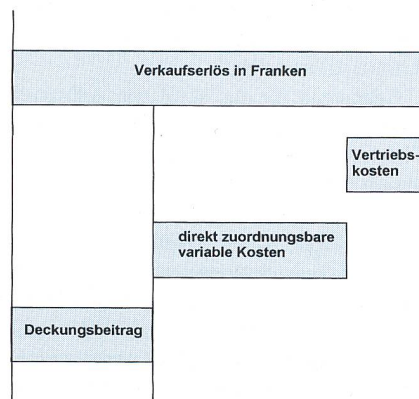 Verkaufserlös in Franken
Vertriebs-
kosten
direkt zuordnungsbare
variable Kosten
Deckungsbeitrag